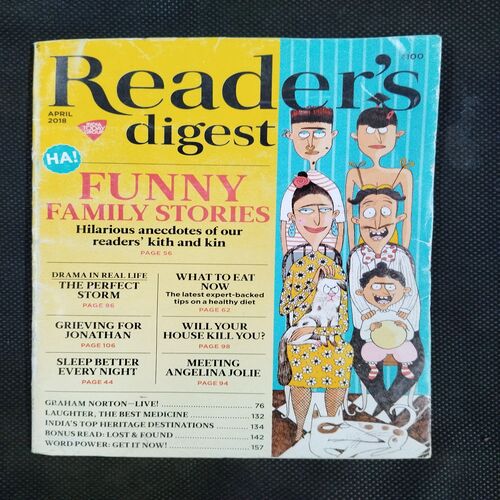 Reader's
digest
₹100
APRIL
2018
INDIA
TODAY
GROUP
HA!
FUNNY
FAMILY STORIES
Hilarious anecdotes of our
readers' kith and kin
PAGE 56
DRAMA IN REAL LIFE
THE PERFECT
STORM
PAGE 86
WHAT TO EAT
NOW
The latest expert-backed
tips on a healthy diet
PAGE 62
GRIEVING FOR
JONATHAN
PAGE 106
WILL YOUR
HOUSE KILL YOU?
PAGE 98
SLEEP BETTER
EVERY NIGHT
PAGE 44
MEETING
ANGELINA JOLIE
PAGE 94
GRAHAM NORTON—LIVE! 76
LAUGHTER, THE BEST MEDICINE 132
INDIA'S TOP HERITAGE DESTINATIONS 134
BONUS READ: LOST & FOUND 142
WORD POWER: GET IT NOW! 157